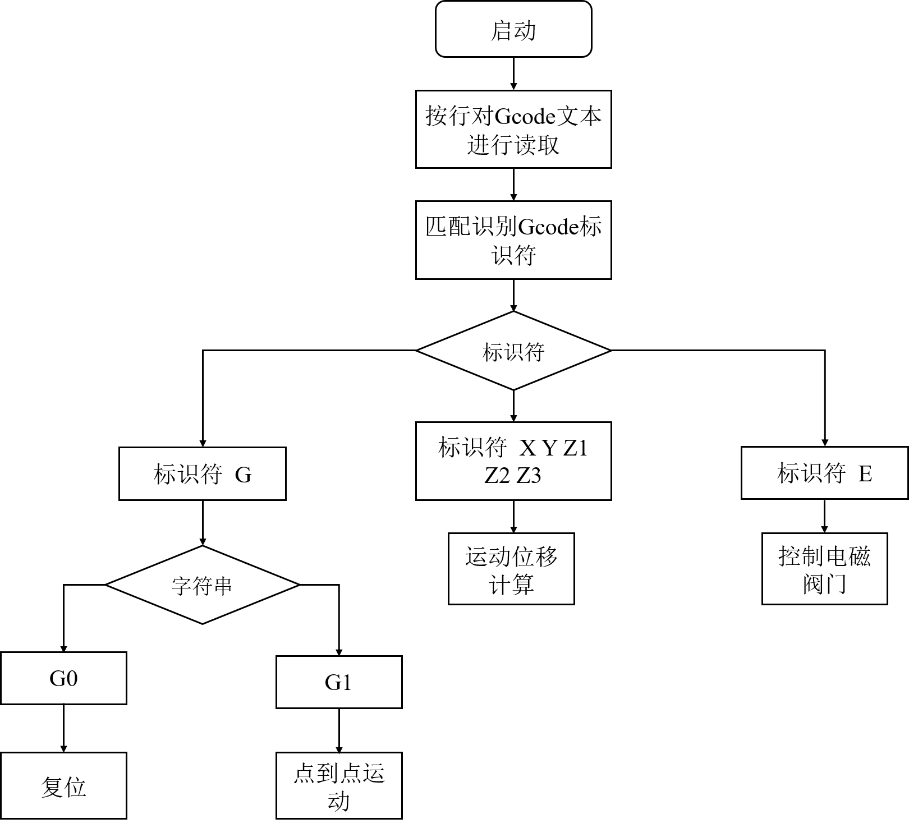 启动
按行对Gcode文本
进行读取
匹配识别Gcode标
识符
标识符
标识符 G
标识符 X Y Z1
Z2 Z3
标识符 E
字符串
运动位移
计算
控制电磁
阀门
G0
G1
复位
点到点运
动